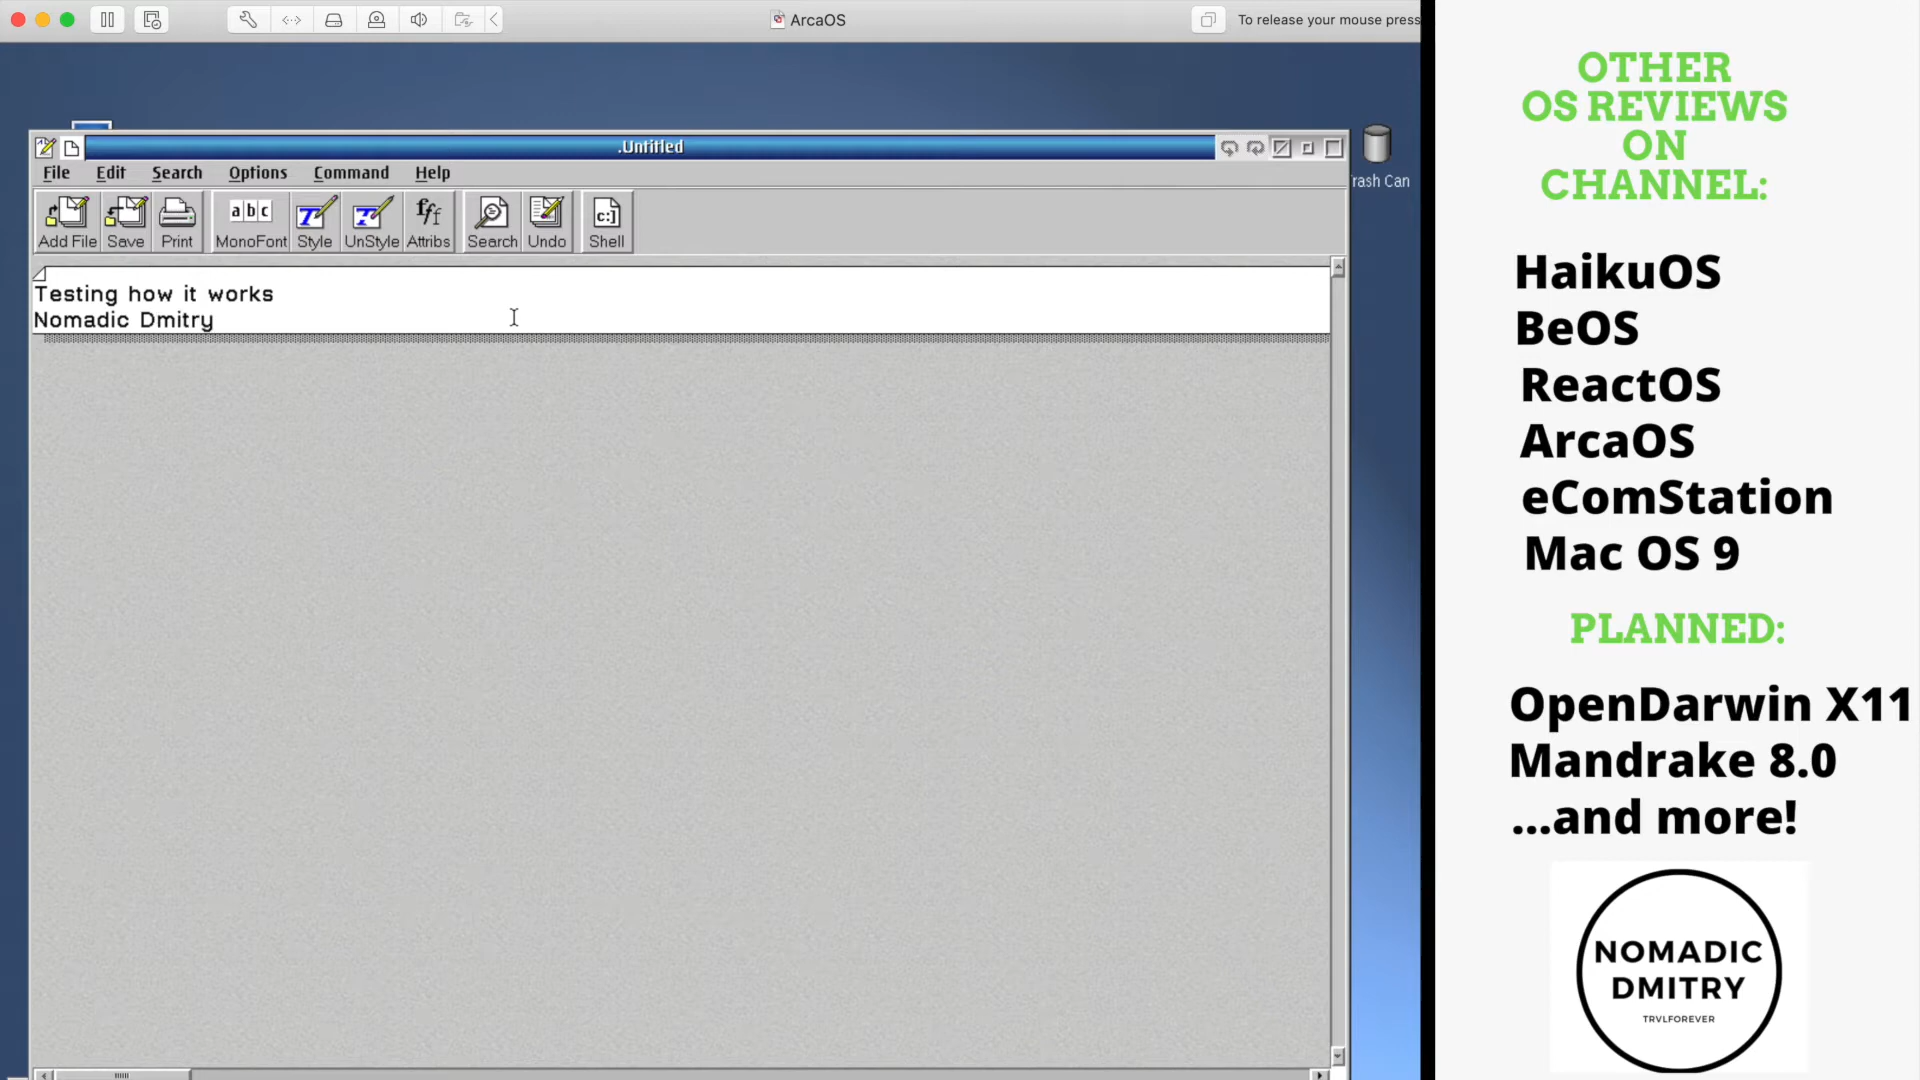 ArcaOS
To release your mouse press
.Untitled
File Edit Search Options Command Help
abc
c:]
Add File Save Print MonoFont Style UnStyle Attribs Search Undo Shell
Testing how it works
Nomadic Dmitry
rash Can
OTHER
OS REVIEWS
ON
CHANNEL:
HaikuOS
BeOS
ReactOS
ArcaOS
eComStation
Mac OS 9
PLANNED:
OpenDarwin X11
Mandrake 8.0
...and more!
NOMADIC
DMITRY
TRVLFOREVER